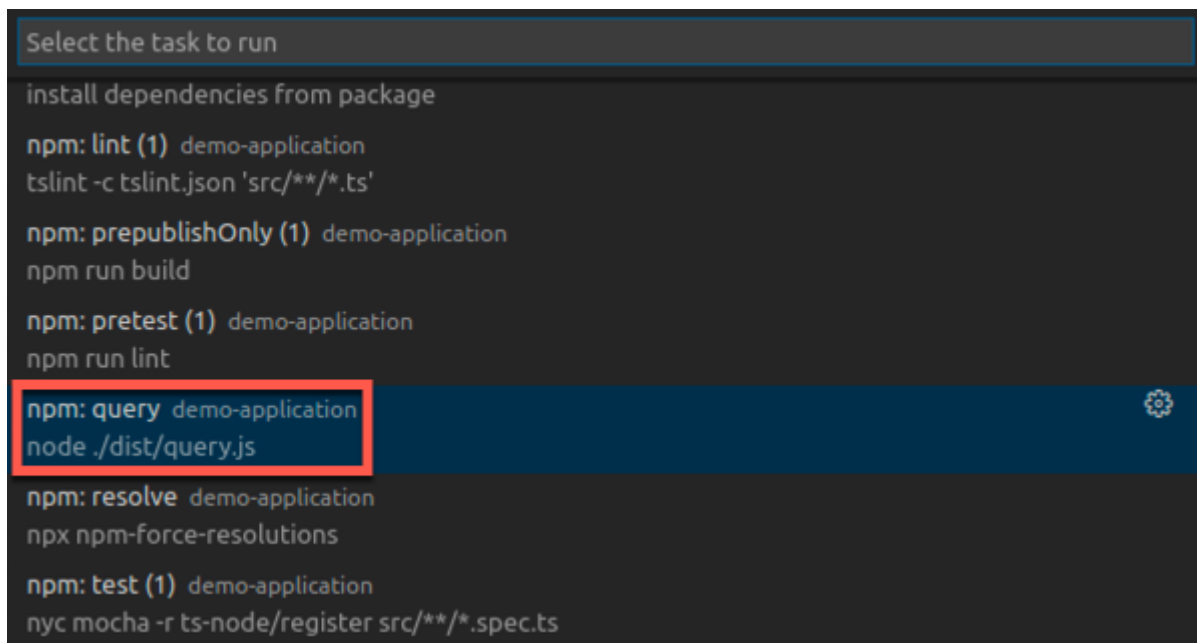 Select the task to run
install dependencies from package
npm: lint (1) demo-application
tslint -c tslint.json 'src/**/*.ts'
npm: prepublishOnly (1) demo-application
npm run build
npm: pretest (1) demo-application
npm run lint
npm: query demo-application
node ./dist/query.js
npm: resolve demo-application
npx npm-force-resolutions
npm: test (1) demo-application
nyc mocha -r ts-node/register src/**/*.spec.ts